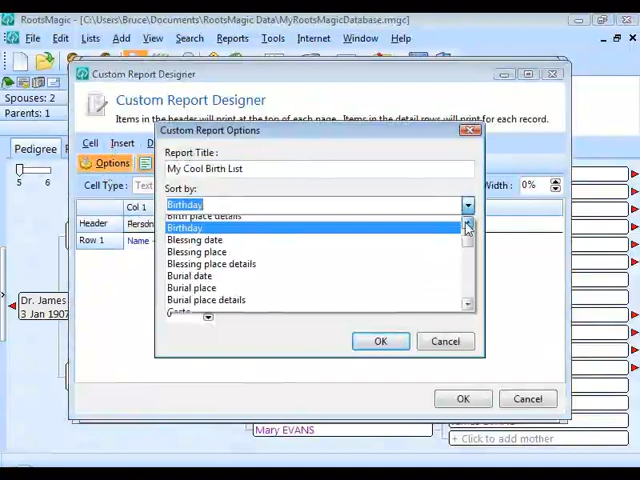 RootsMagic - [C:\Users\Bruce\Documents\RootsMagic Data\MyRootsMagicDatabase.rmgc]
File Edit Lists Add View Search Reports Tools Internet Window Help
Spouses: 2
Parents: 1
Pedigree
5 6
Dr. James
3 Jan 1907
Custom Report Designer
Custom Report Designer
Items in the header will print at the top of each page. Items in the detail rows will print for each record.
Cell Insert
Options
Cell Type : Text
Width : 0%
Col 1
Header Person
Row 1 Name -
Custom Report Options
Report Title :
My Cool Birth List
Sort by:
Birthday
Birth place details
Birthday
Blessing date
Blessing place
Blessing place details
Burial date
Burial place
Burial place details
Caste
OK Cancel
OK Cancel
Mary EVANS
+ Click to add mother